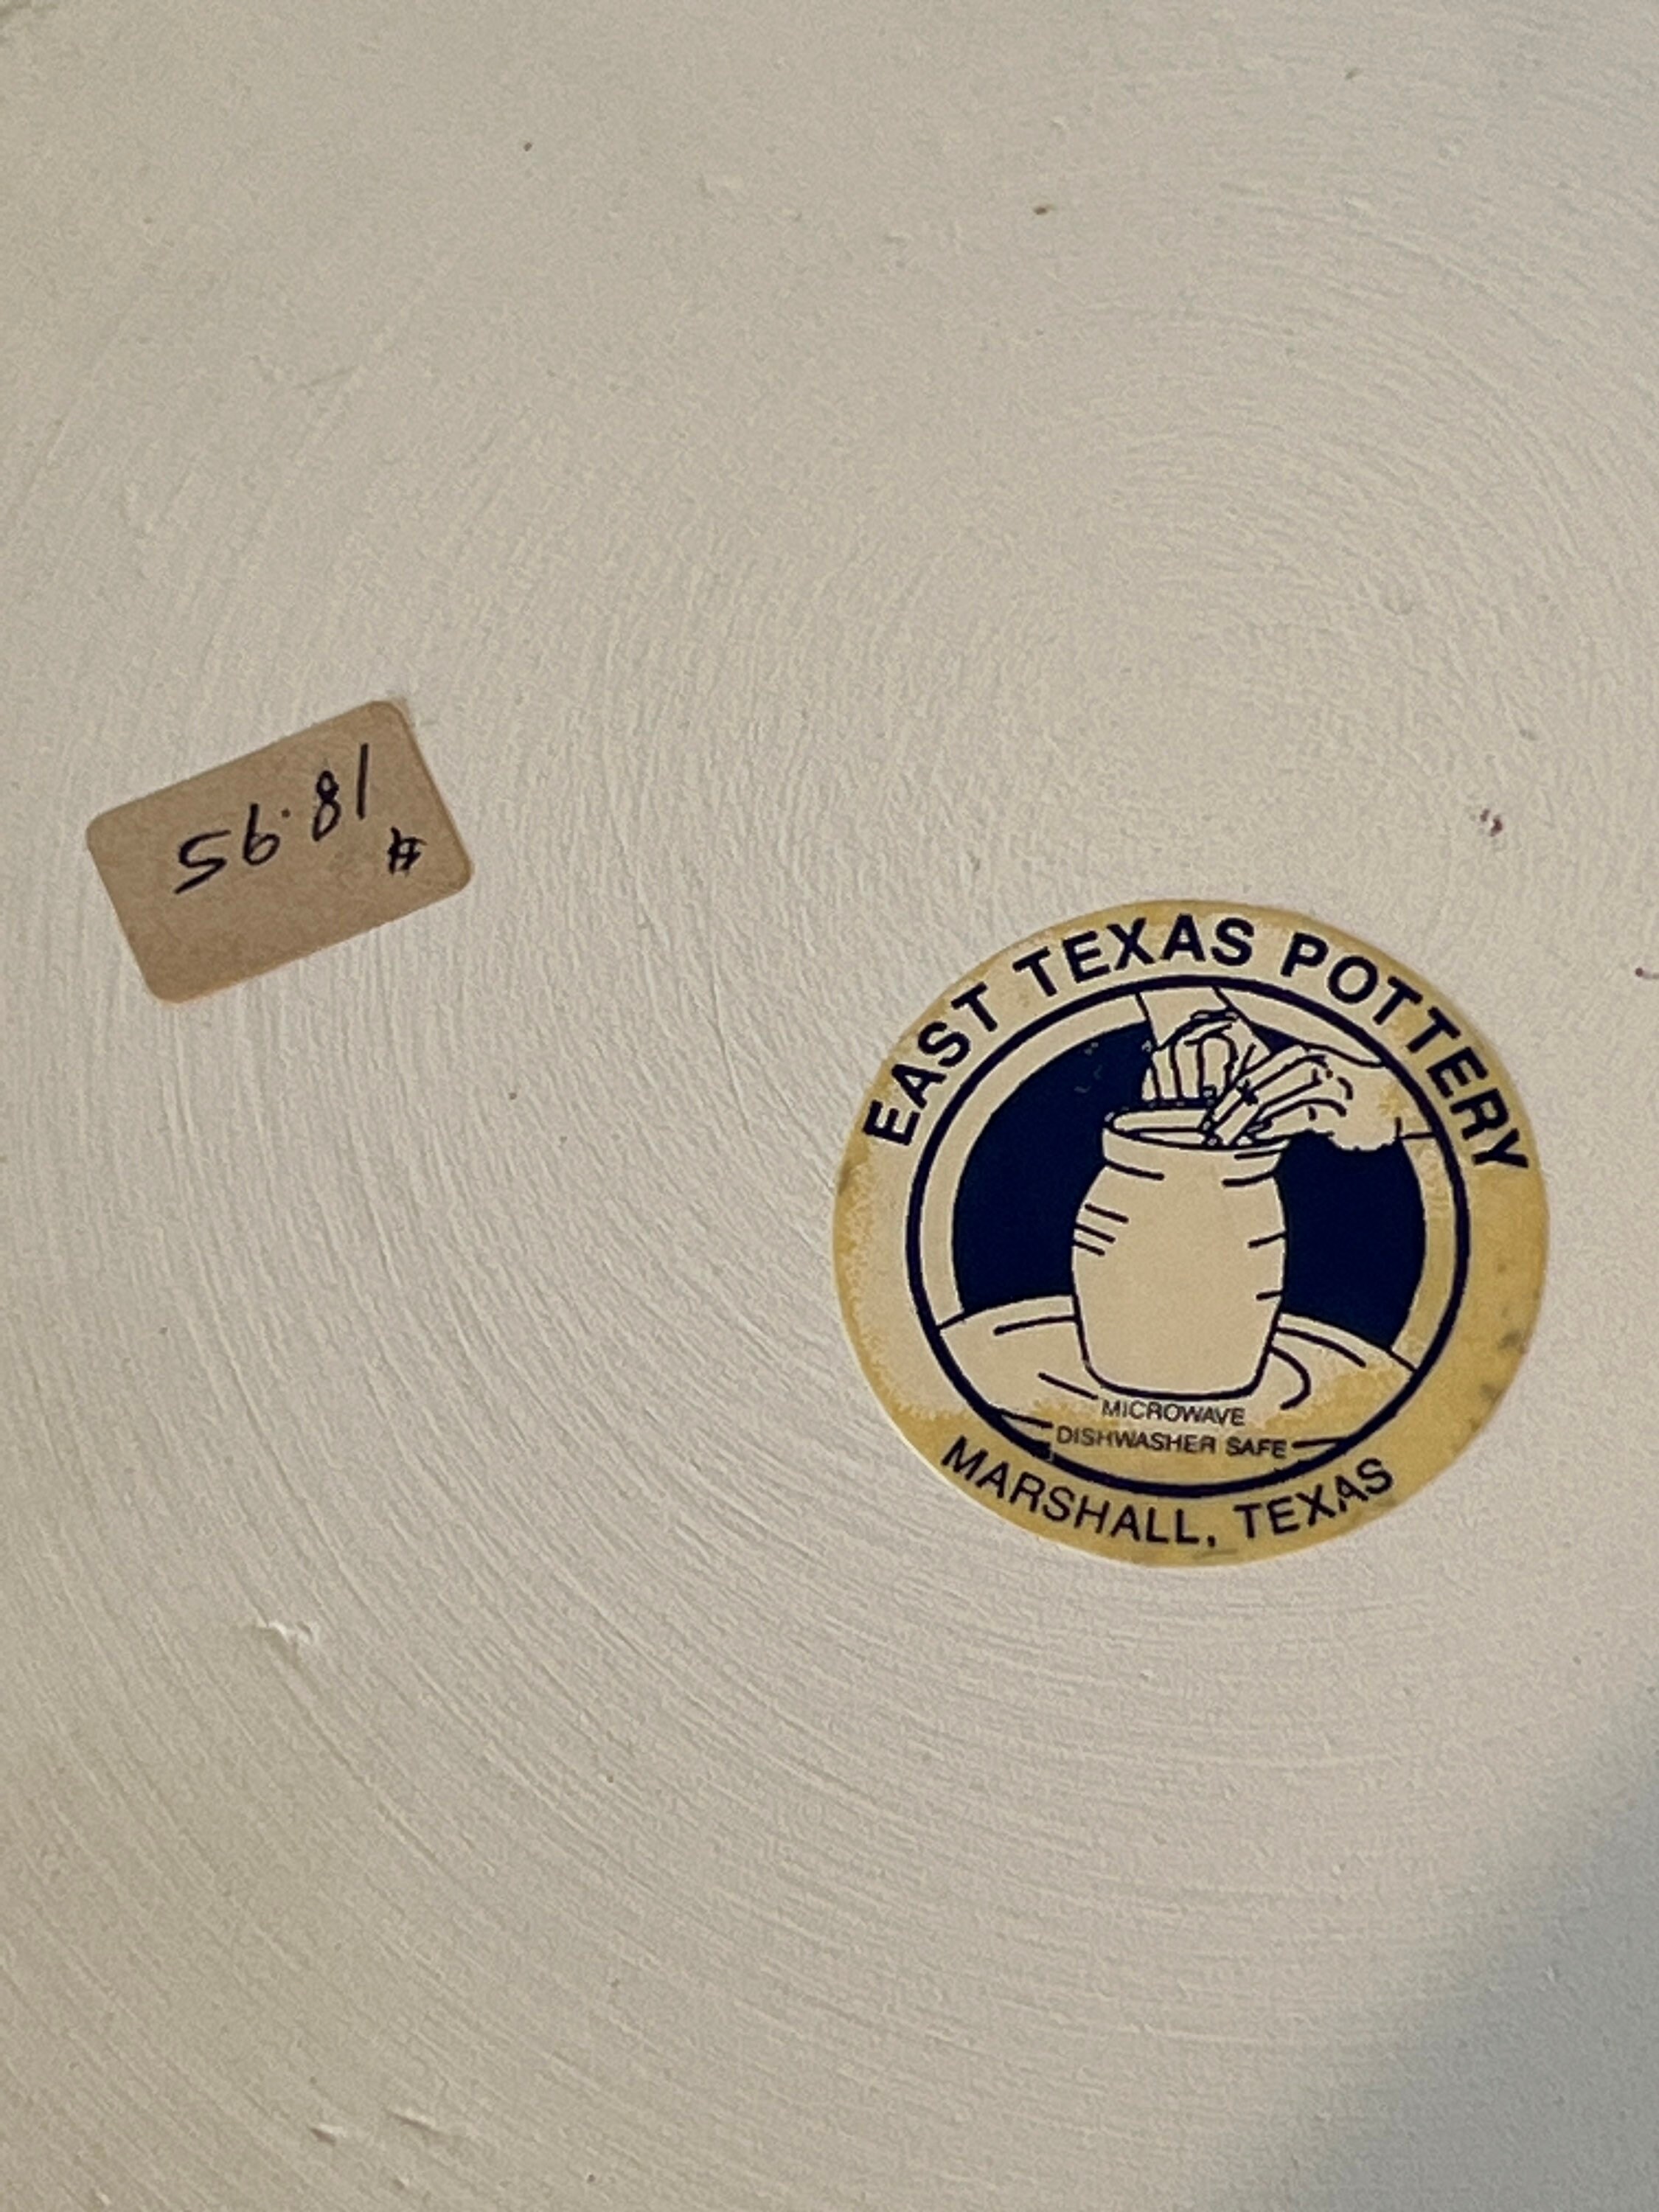 $18.95
EAST TEXAS POTTERY
MICROWAVE
DISHWASHER SAFE
MARSHALL, TEXAS